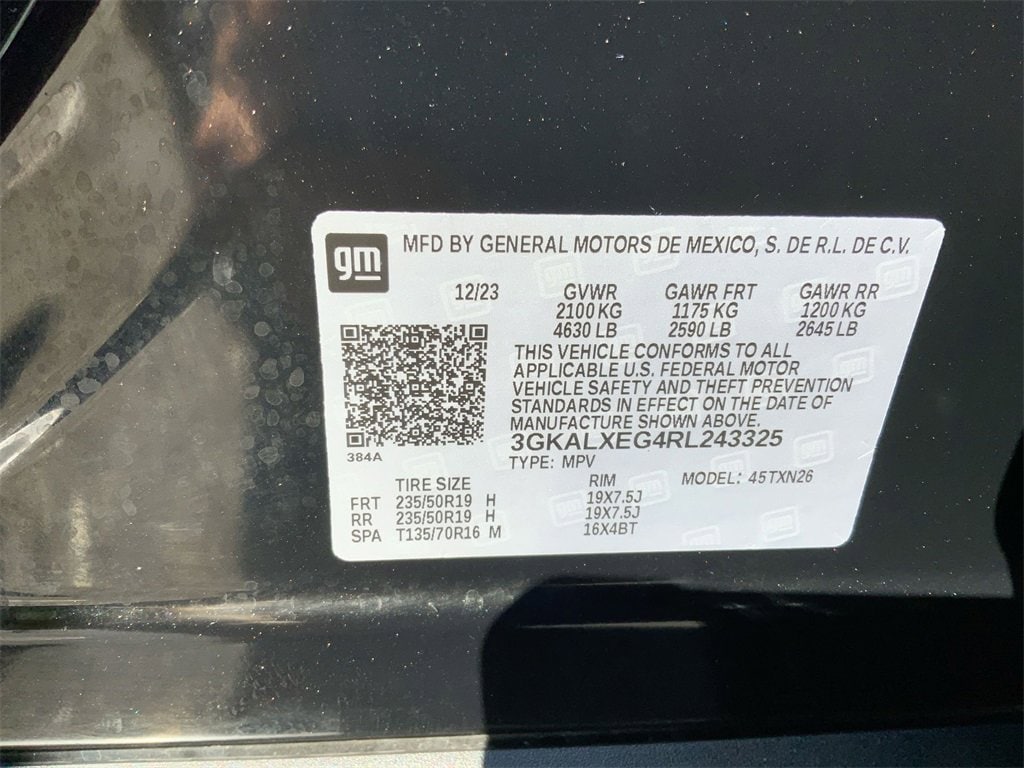 gm MFD BY GENERAL MOTORS DE MEXICO, S. DE R.L. DE C.V.
12/23 GVWR GAWR FRT GAWR RR
2100 KG 1175 KG 1200 KG
4630 LB 2590 LB 2645 LB
THIS VEHICLE CONFORMS TO ALL
APPLICABLE U.S. FEDERAL MOTOR
VEHICLE SAFETY AND THEFT PREVENTION
STANDARDS IN EFFECT ON THE DATE OF
MANUFACTURE SHOWN ABOVE.
3GKALXEG4RL243325
384A
TYPE: MPV MODEL: 45TXN26
TIRE SIZE RIM
FRT 235/50R19 H 19X7.5J
RR 235/50R19 H 19X7.5J
SPA T135/70R16 M 16X4BT